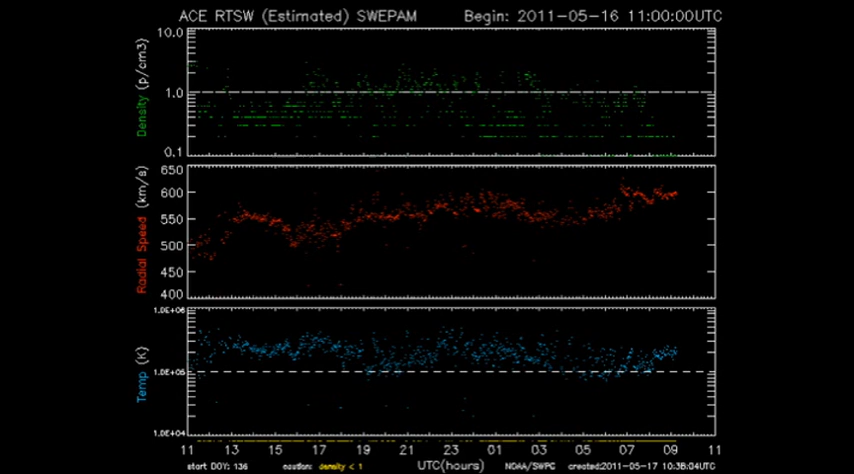 ACE RTSW (Estimated) SWEPAM Begin: 2011-05-16 11:00:00UTC
Density (p/cm3)
10.0
1.0
0.1
Radial Speed (km/s)
650
600
550
500
450
400
Temp (K)
1.0E+06
1.0E+05
1.0E+04
11 13 15 17 19 21 23 01 03 05 07 09 11
start DOY: 136 caution: density < 1 UTC(hours) NOAA/SWPC created:2011-05-17 10:36:04UTC